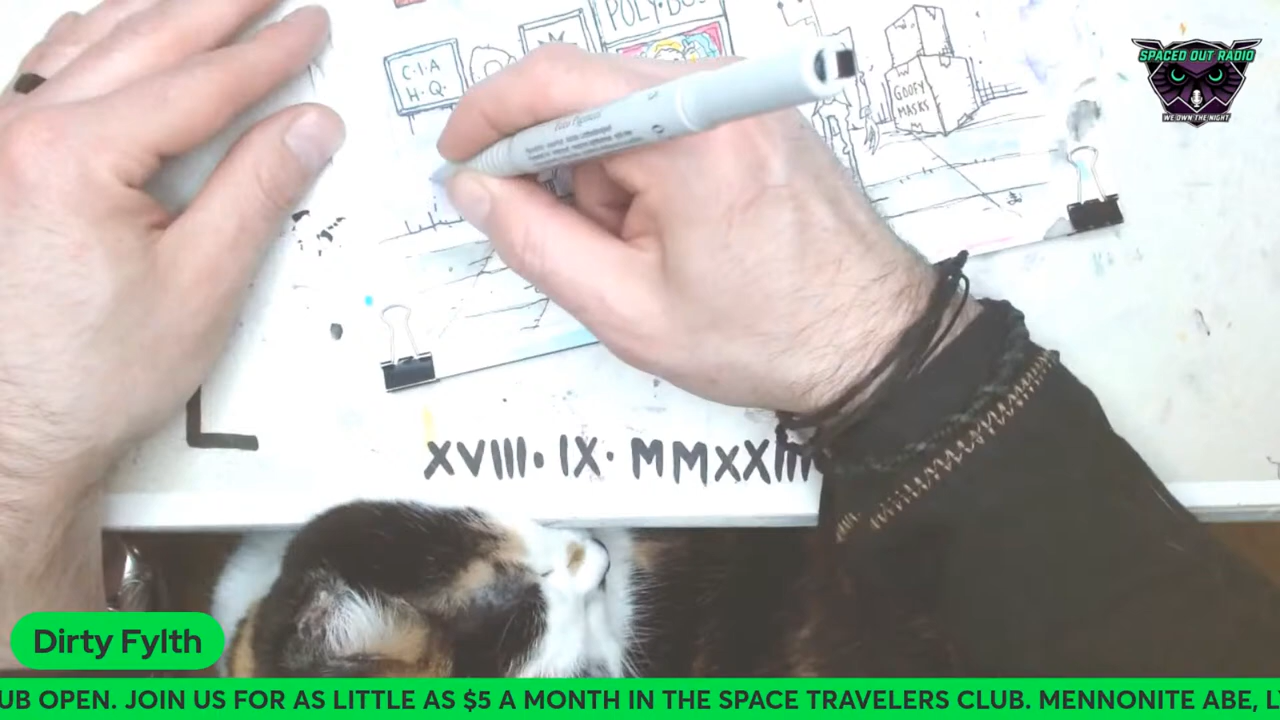 POLY·BU
C·I·A
H·Q·
GOOFY
MASKS
SPACED OUT RADIO
WE OWN THE NIGHT
XVIII· IX· MMXXIII
Dirty Fylth
UB OPEN. JOIN US FOR AS LITTLE AS $5 A MONTH IN THE SPACE TRAVELERS CLUB. MENNONITE ABE, L